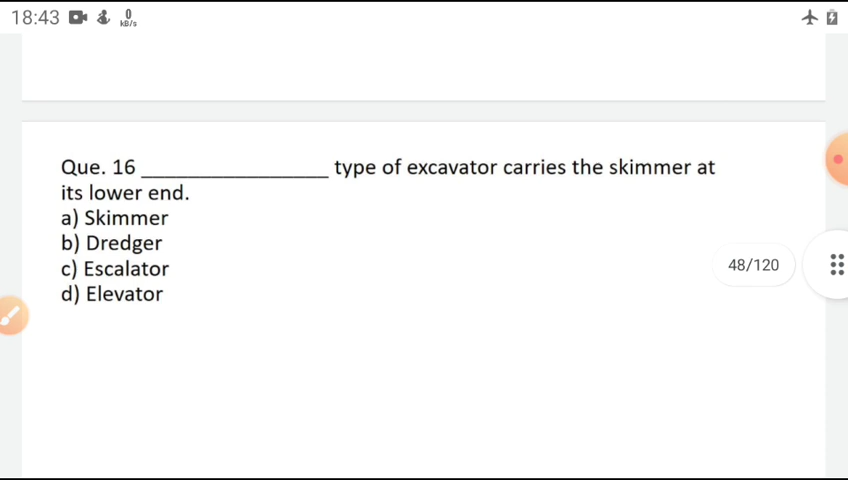 18:43 0 kB/s
Que. 16 ________________ type of excavator carries the skimmer at
its lower end.
a) Skimmer
b) Dredger
c) Escalator
d) Elevator
48/120